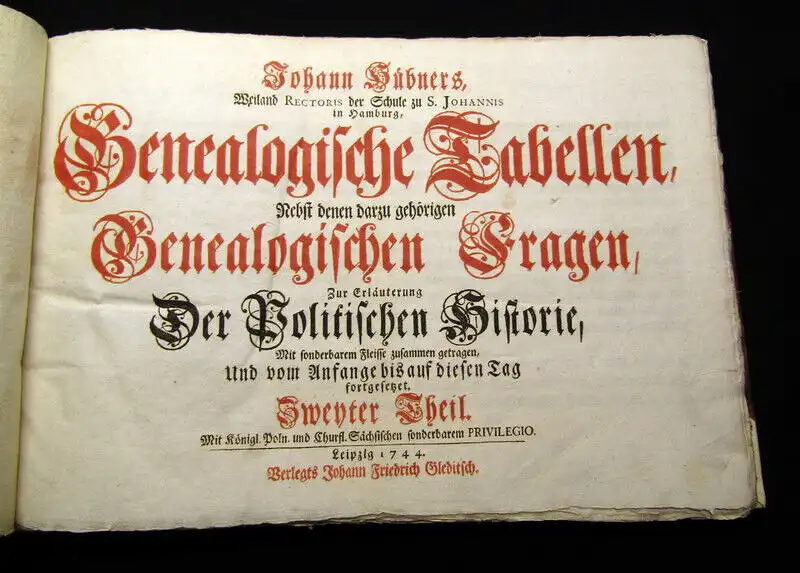 Johann Hübners,
Weiland RECTORIS der Schule zu S. JOHANNIS
in Hamburg,
Genealogische Tabellen,
Nebst denen darzu gehörigen
Genealogischen Fragen,
Zur Erläuterung
Der Politischen Historie,
Mit sonderbarem Fleisse zusammen getragen,
Und vom Anfange bis auf diesen Tag
fortgesetzet.
Zweyter Theil.
Mit Königl. Poln. und Churfl. Sächsischen sonderbarem PRIVILEGIO.
Leipzig 1744.
Verlegts Johann Friedrich Gleditsch.